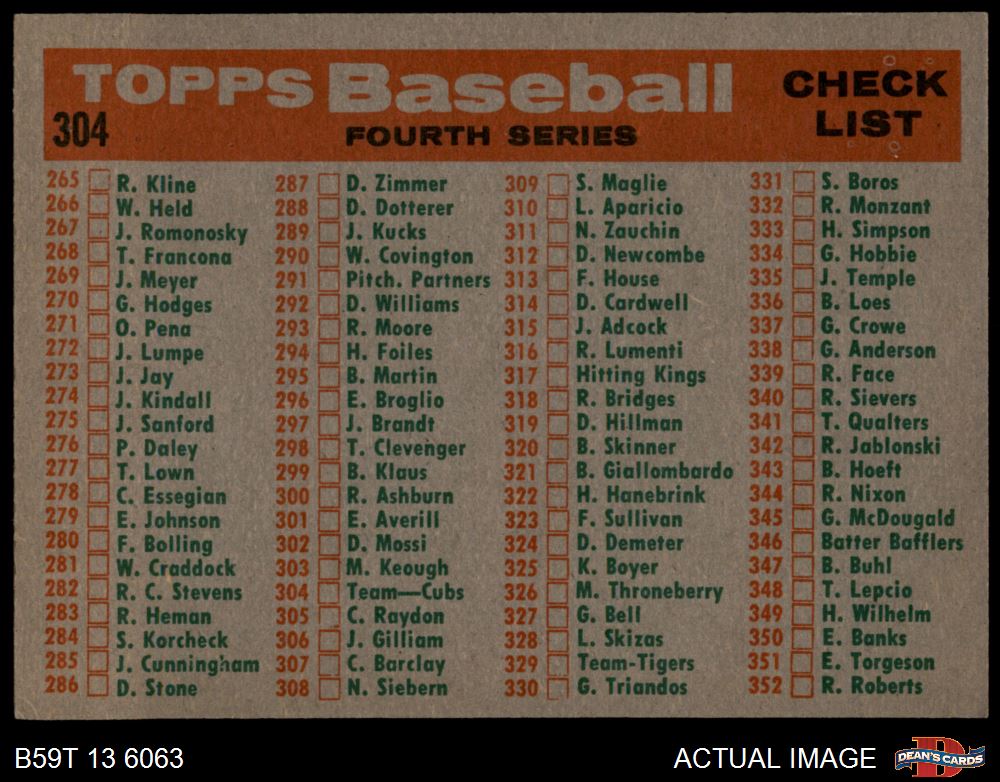 TOPPS Baseball
CHECK
LIST
304
FOURTH SERIES
265 R. Kline
266 W. Held
267 J. Romonosky
268 T. Francona
269 J. Meyer
270 G. Hodges
271 O. Pena
272 J. Lumpe
273 J. Jay
274 J. Kindall
275 J. Sanford
276 P. Daley
277 T. Lown
278 C. Essegian
279 E. Johnson
280 F. Bolling
281 W. Craddock
282 R. C. Stevens
283 R. Heman
284 S. Korcheck
285 J. Cunningham
286 D. Stone
287 D. Zimmer
288 D. Dotterer
289 J. Kucks
290 W. Covington
291 Pitch. Partners
292 D. Williams
293 R. Moore
294 H. Foiles
295 B. Martin
296 E. Broglio
297 J. Brandt
298 T. Clevenger
299 B. Klaus
300 R. Ashburn
301 E. Averill
302 D. Mossi
303 M. Keough
304 Team—Cubs
305 C. Raydon
306 J. Gilliam
307 C. Barclay
308 N. Siebern
309 S. Maglie
310 L. Aparicio
311 N. Zauchin
312 D. Newcombe
313 F. House
314 D. Cardwell
315 J. Adcock
316 R. Lumenti
317 Hitting Kings
318 R. Bridges
319 D. Hillman
320 B. Skinner
321 B. Giallombardo
322 H. Hanebrink
323 F. Sullivan
324 D. Demeter
325 K. Boyer
326 M. Throneberry
327 G. Bell
328 L. Skizas
329 Team-Tigers
330 G. Triandos
331 S. Boros
332 R. Monzant
333 H. Simpson
334 G. Hobbie
335 J. Temple
336 B. Loes
337 G. Crowe
338 G. Anderson
339 R. Face
340 R. Sievers
341 T. Qualters
342 R. Jablonski
343 B. Hoeft
344 R. Nixon
345 G. McDougald
346 Batter Bafflers
347 B. Buhl
348 T. Lepcio
349 H. Wilhelm
350 E. Banks
351 E. Torgeson
352 R. Roberts
B59T 13 6063
ACTUAL IMAGE
D
DEAN'S CARDS